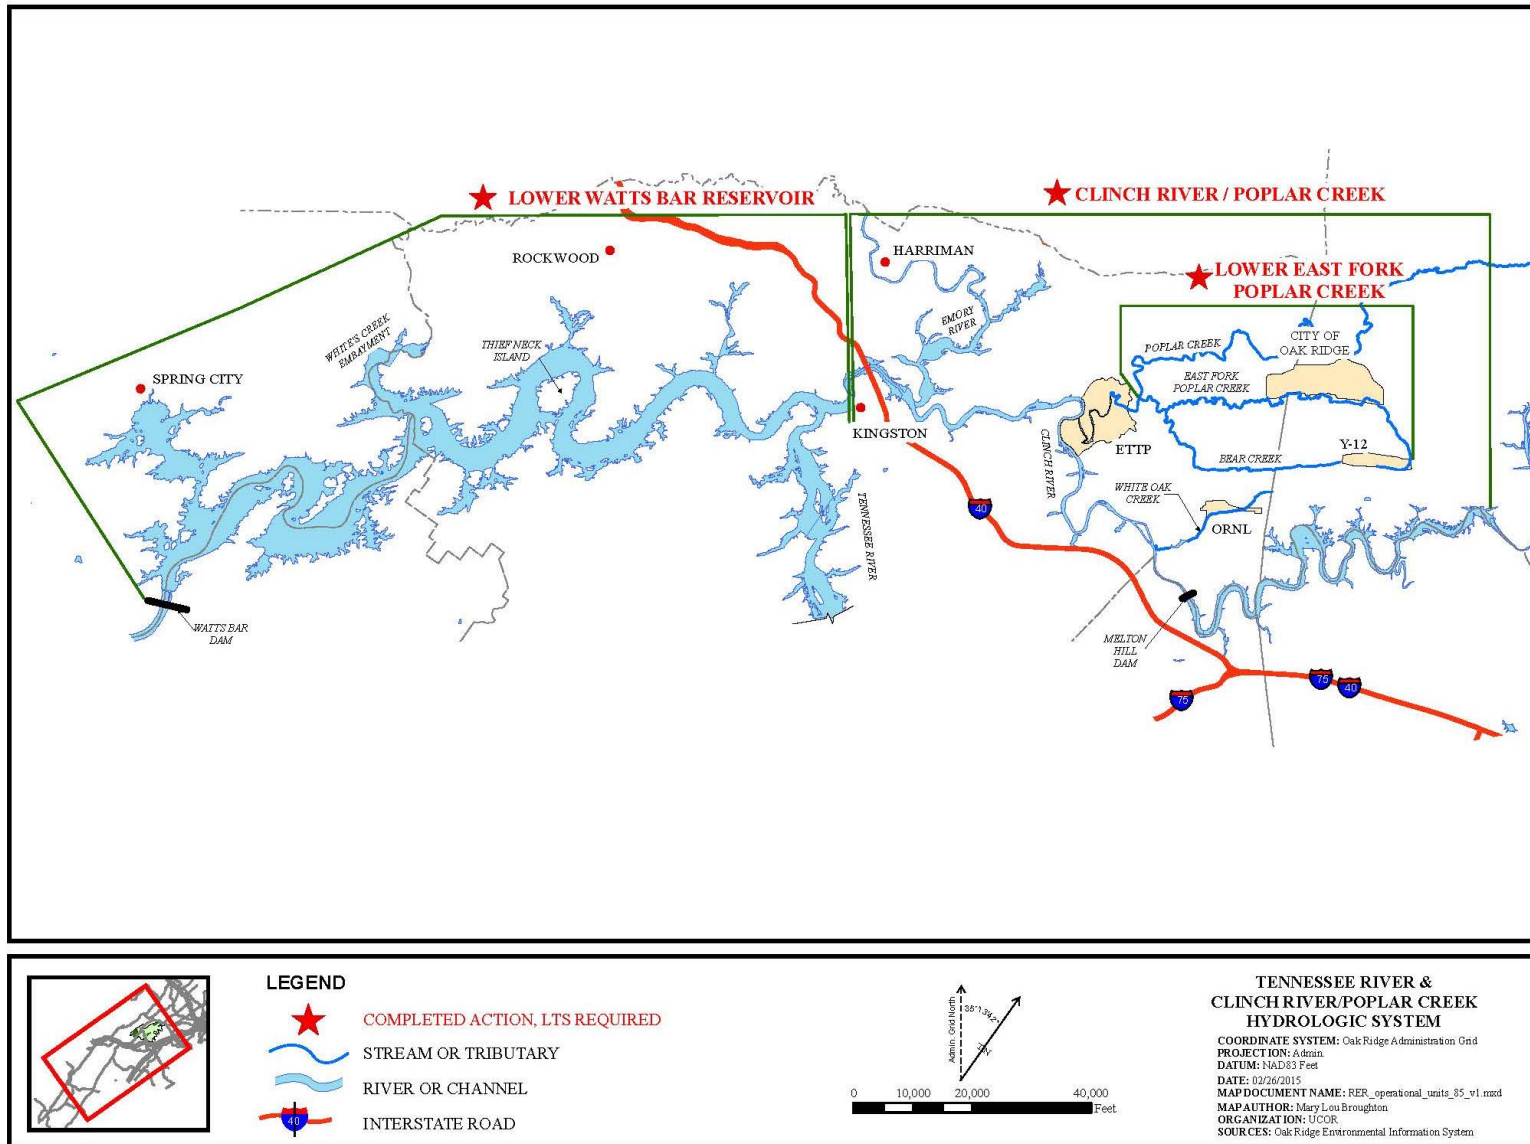 LOWER WATTS BAR RESERVOIR
CLINCH RIVER / POPLAR CREEK
LOWER EAST FORK
POPLAR CREEK
ROCKWOOD
HARRIMAN
EMORY
RIVER
WHITE'S CREEK
EMBAYMENT
THIEF NECK
ISLAND
POPLAR CREEK
CITY OF
OAK RIDGE
EAST FORK
POPLAR CREEK
SPRING CITY
KINGSTON
CLINCH RIVER
ETTP
Y-12
BEAR CREEK
WHITE OAK
CREEK
ORNL
TENNESSEE RIVER
40
WATTS BAR
DAM
MELTON
HILL
DAM
75
75
40
LEGEND
COMPLETED ACTION, LTS REQUIRED
STREAM OR TRIBUTARY
RIVER OR CHANNEL
40
INTERSTATE ROAD
Admin. Grid North
0 10,000 20,000 40,000
Feet
TENNESSEE RIVER &
CLINCH RIVER/POPLAR CREEK
HYDROLOGIC SYSTEM
COORDINATE SYSTEM: Oak Ridge Administration Grid
PROJECTION: Admin.
DATUM: NAD83 Feet
DATE: 02/26/2015
MAP DOCUMENT NAME: RER_operational_units_85_v1.mxd
MAP AUTHOR: Mary Lou Broughton
ORGANIZATION: UCOR
SOURCES: Oak Ridge Environmental Information System